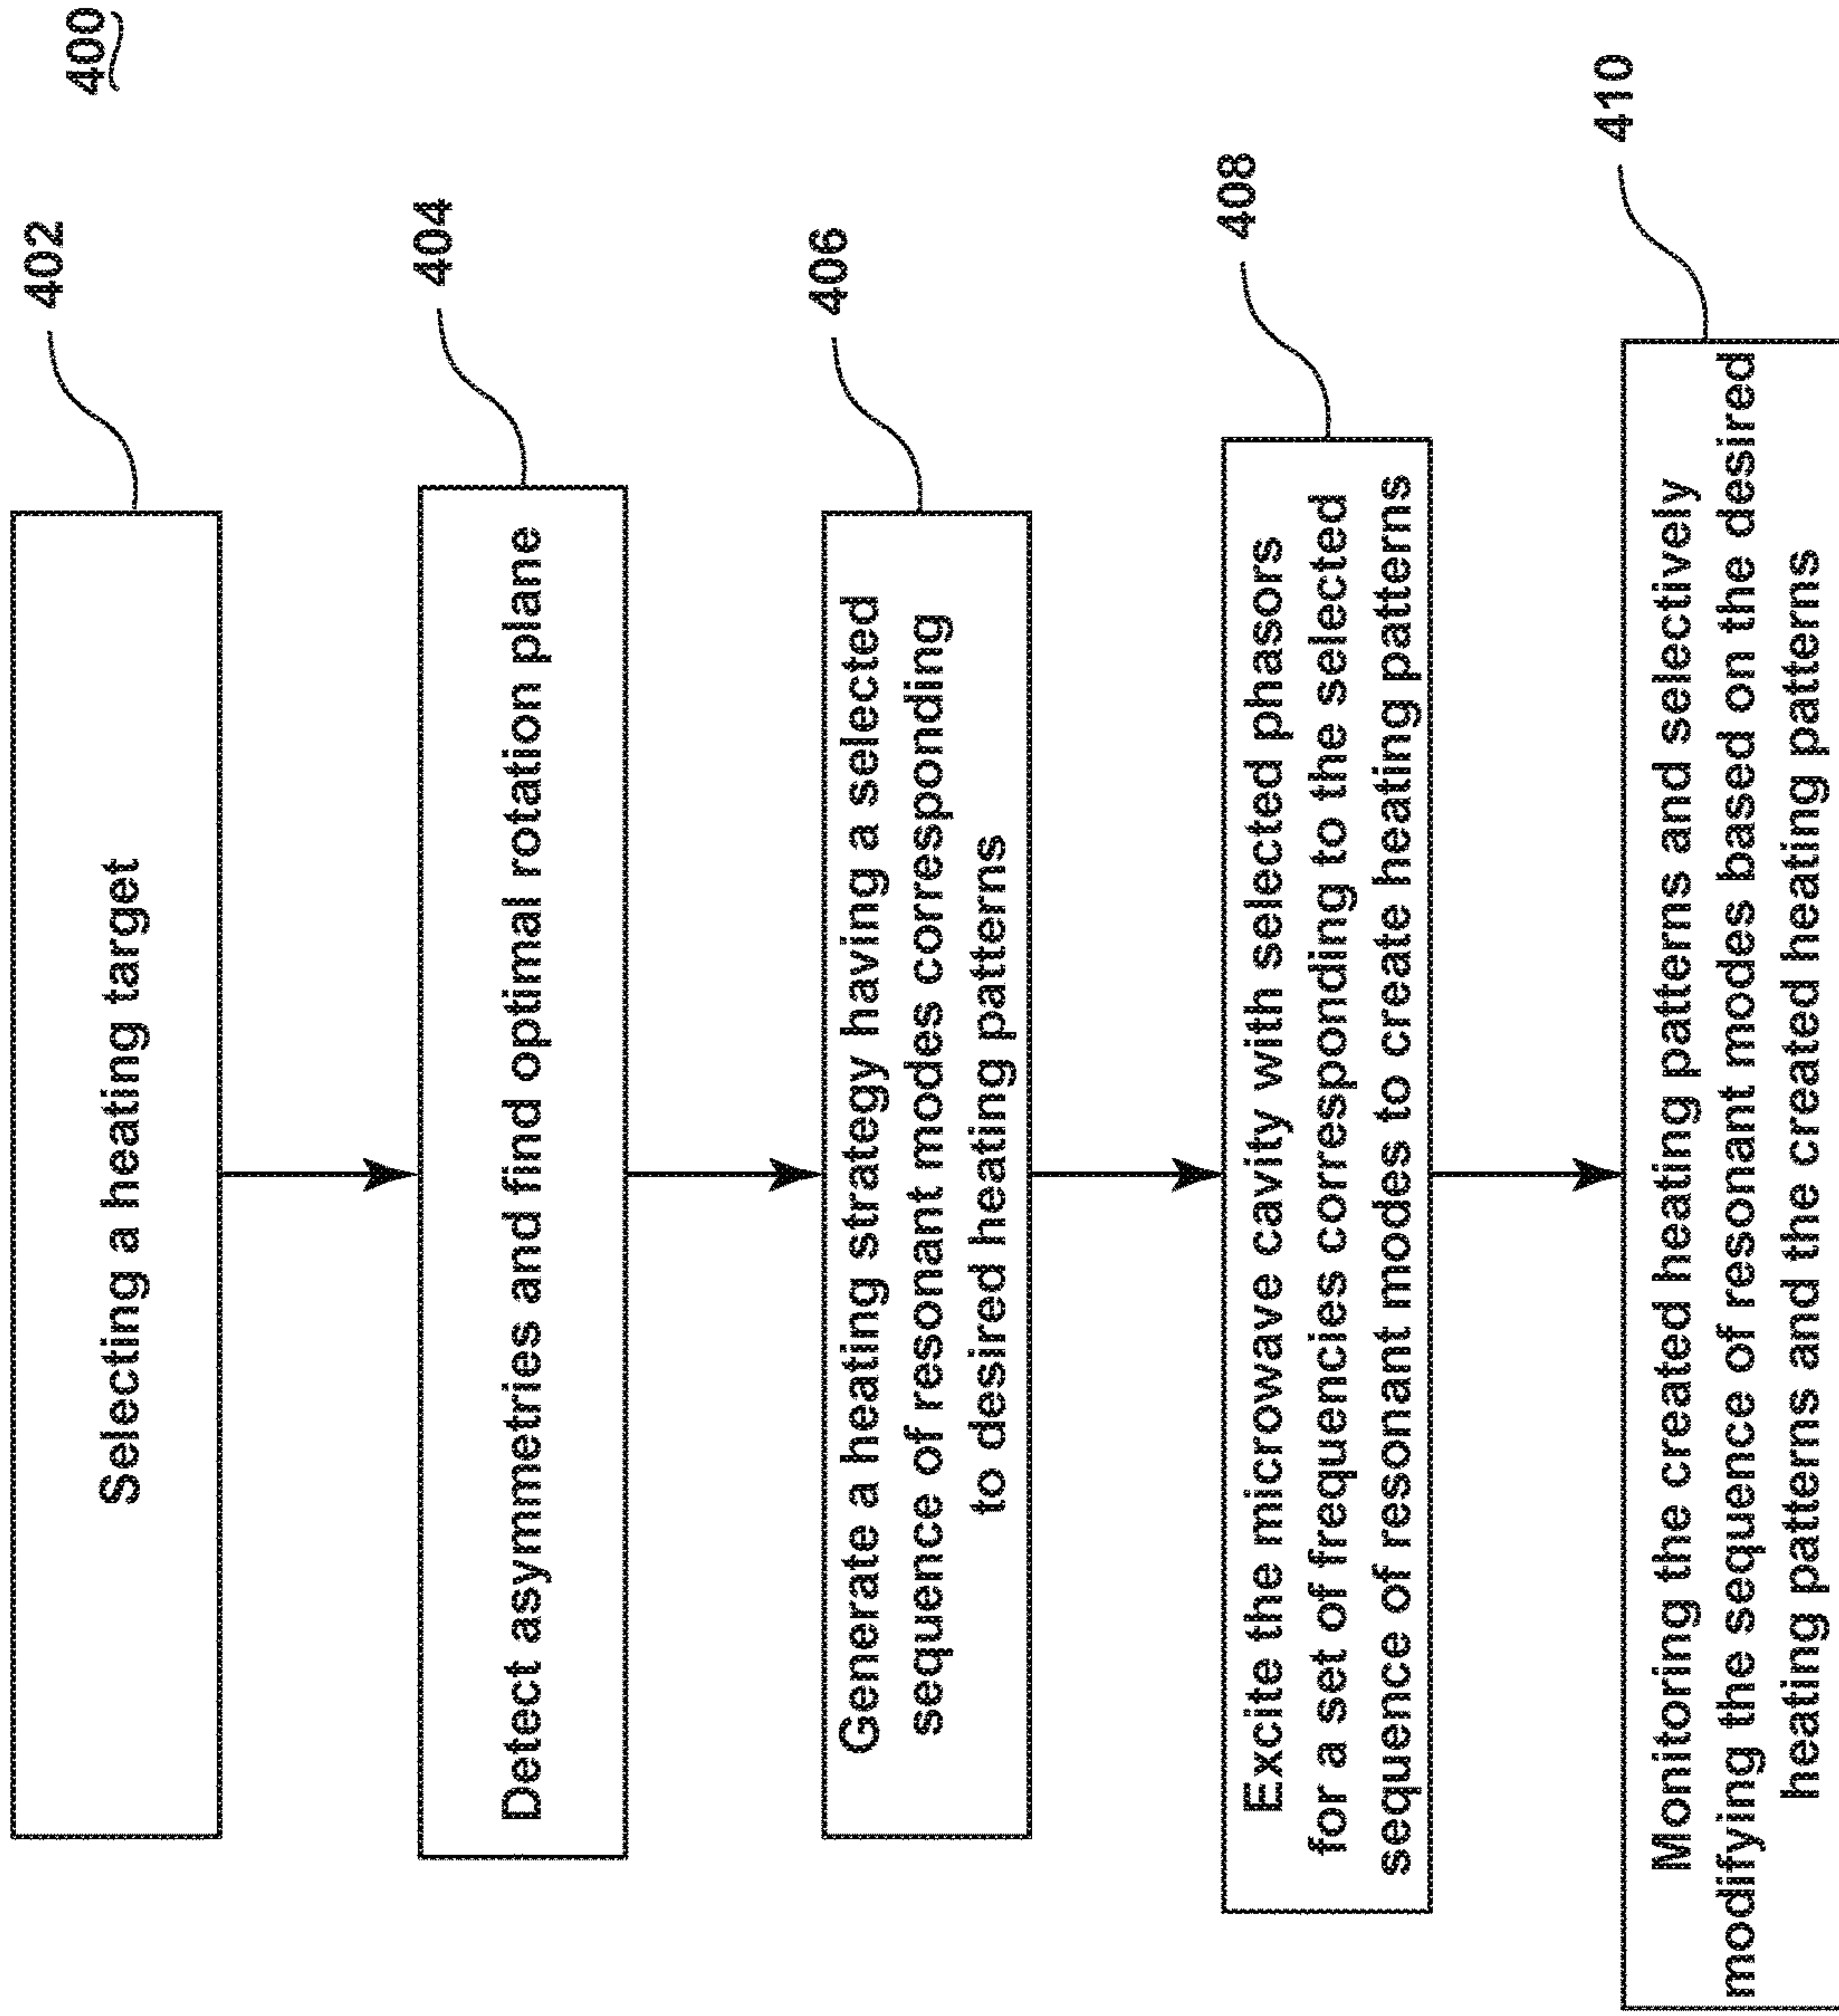 400
402
Selecting a heating target
404
Detect asymmetries and find optimal rotation plane
406
Generate a heating strategy having a selected
sequence of resonant modes corresponding
to desired heating patterns
408
Excite the microwave cavity with selected phasors
for a set of frequencies corresponding to the selected
sequence of resonant modes to create heating patterns
410
Monitoring the created heating patterns and selectively
modifying the sequence of resonant modes based on the desired
heating patterns and the created heating patterns